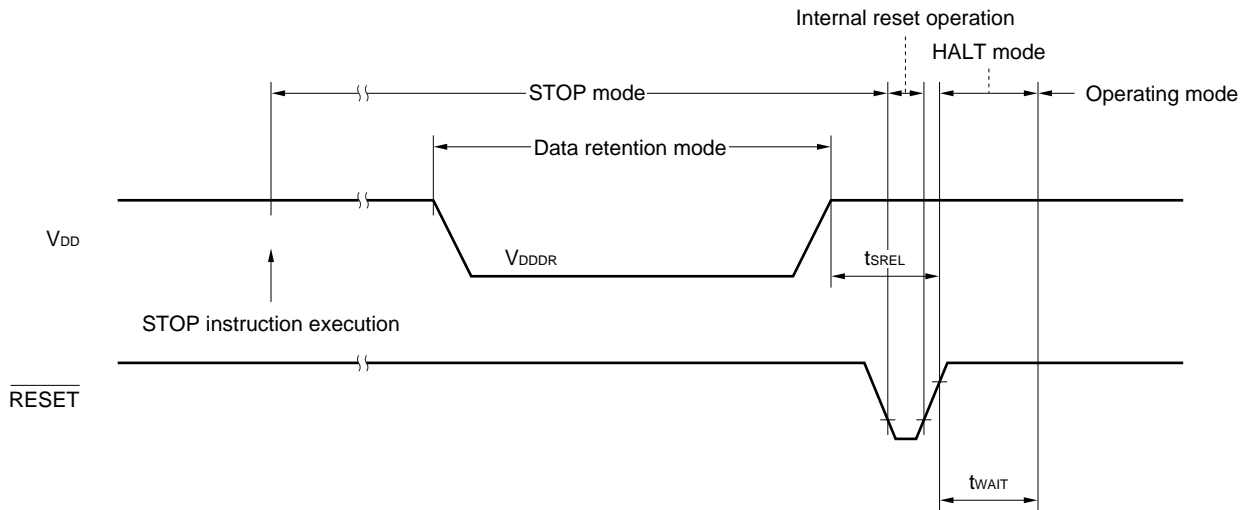 Internal reset operation
HALT mode
STOP mode
Operating mode
Data retention mode
VDD
VDDDR
tSREL
STOP instruction execution
RESET
tWAIT